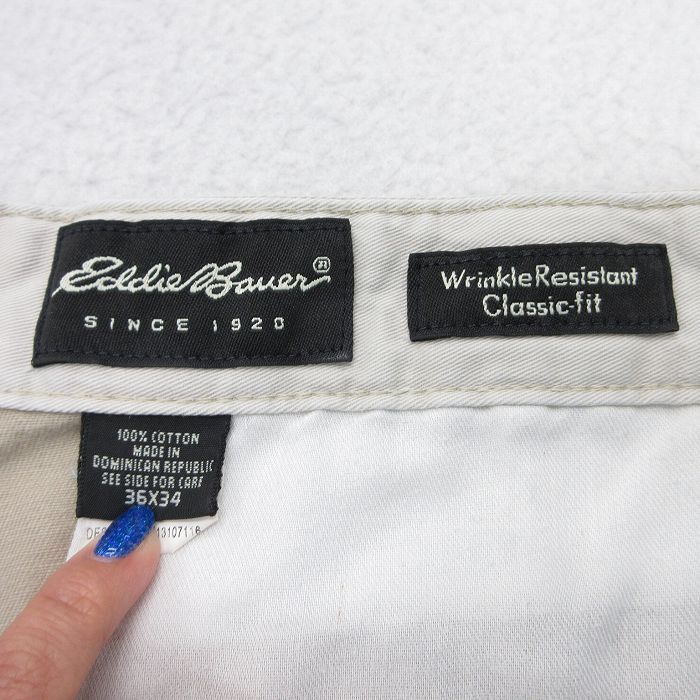 Eddie Bauer®
SINCE 1920
Wrinkle Resistant
Classic-fit
100% COTTON
MADE IN
DOMINICAN REPUBLIC
SEE SIDE FOR CARE
36X34